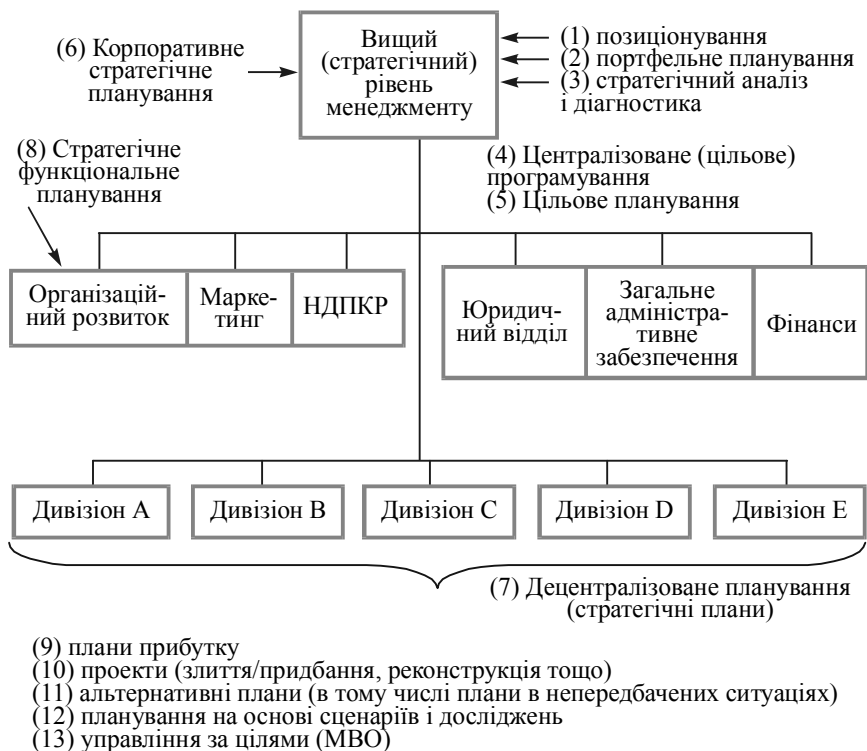 (6) Корпоративне
стратегічне
планування
Вищий
(стратегічний)
рівень
менеджменту
(1) позиціонування
(2) портфельне планування
(3) стратегічний аналіз
і діагностика
(8) Стратегічне
функціональне
планування
(4) Централізоване (цільове)
програмування
(5) Цільове планування
Організацій-
ний розвиток
Марке-
тинг
НДПКР
Юридич-
ний відділ
Загальне
адміністра-
тивне
забезпечення
Фінанси
Дивізіон А
Дивізіон В
Дивізіон С
Дивізіон D
Дивізіон Е
(7) Децентралізоване планування
(стратегічні плани)
(9) плани прибутку
(10) проекти (злиття/придбання, реконструкція тощо)
(11) альтернативні плани (в тому числі плани в непередбачених ситуаціях)
(12) планування на основі сценаріїв і досліджень
(13) управління за цілями (МВО)